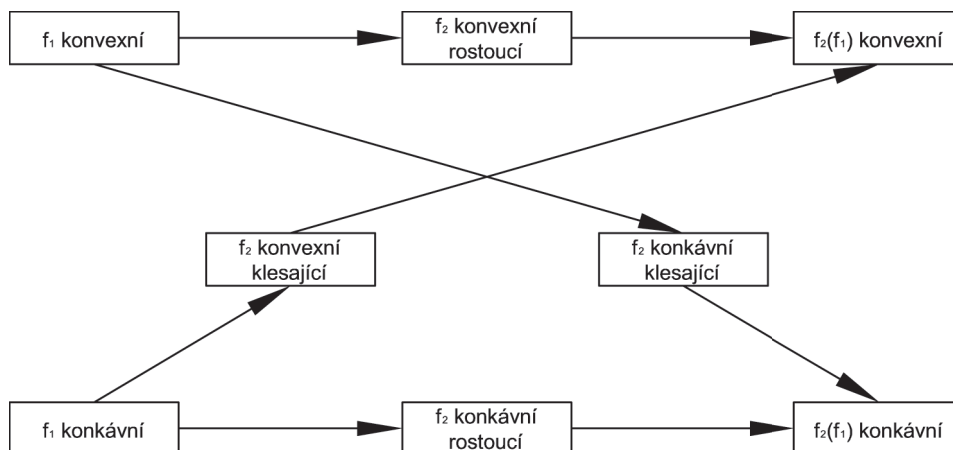 f₁ konvexní
f₂ konvexní
rostoucí
f₂(f₁) konvexní
f₂ konvexní
klesající
f₂ konkávní
klesající
f₁ konkávní
f₂ konkávní
rostoucí
f₂(f₁) konkávní